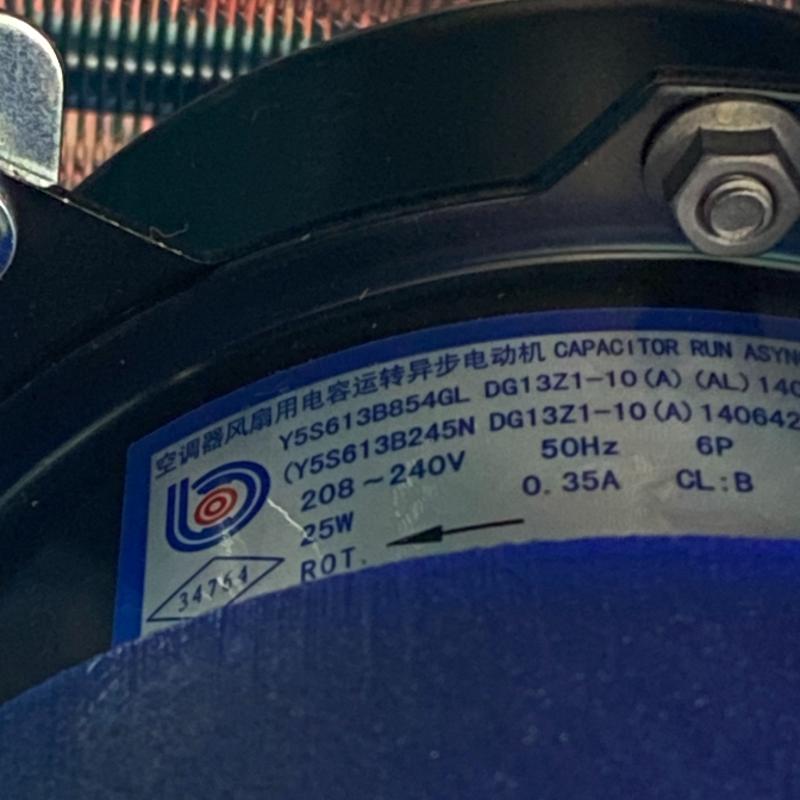 空调器风扇用电容运转异步电动机 CAPACITOR RUN ASYN
Y5S613B854GL DG13Z1-10(A) (AL) 140
(Y5S613B245N DG13Z1-10(A) 140642
208~240V 50Hz 6P
25W 0.35A CL:B
ROT.
34764